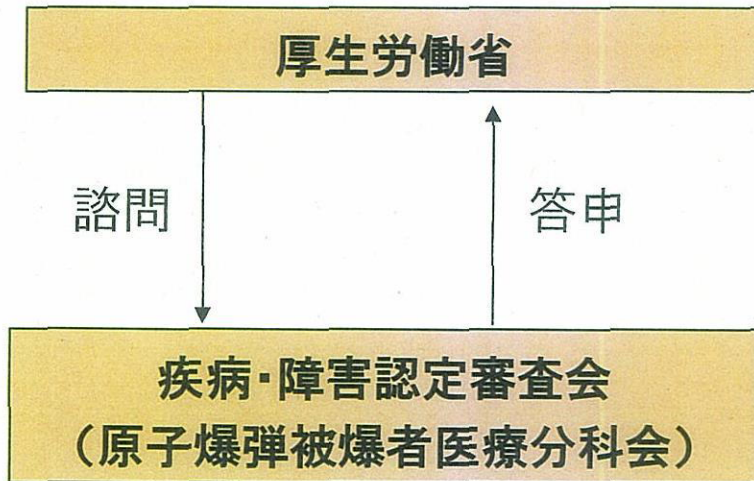 厚生労働省
諮問
答申
疾病・障害認定審査会
（原子爆弾被爆者医療分科会）